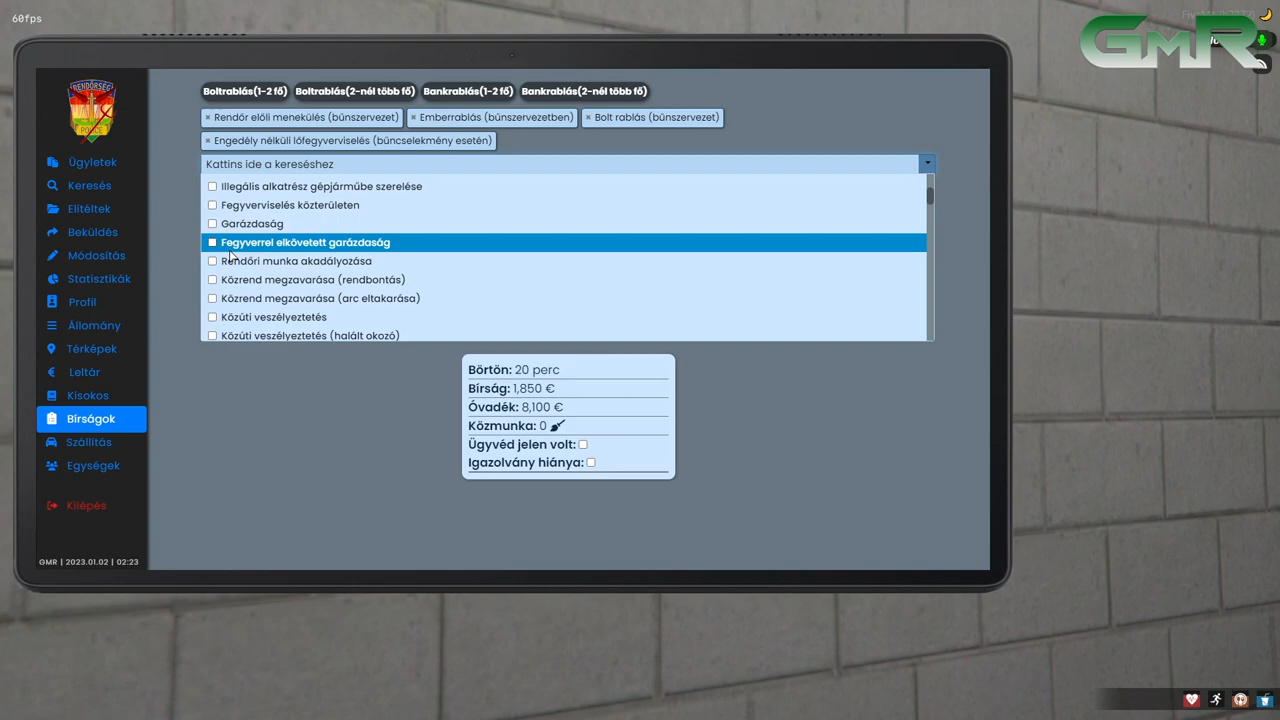 60fps
GMR
RENDŐRSÉG
POLICE
Ügyletek
Keresés
Elítéltek
Beküldés
Módosítás
Statisztikák
Profil
Állomány
Térképek
Leltár
Kisokos
Bírságok
Szállítás
Egységek
Kilépés
GMR | 2023.01.02 | 02:23
Boltrablás(1-2 fő) Boltrablás(2-nél több fő) Bankrablás(1-2 fő) Bankrablás(2-nél több fő)
× Rendőr előli menekülés (bűnszervezet) × Emberrablás (bűnszervezetben) × Bolt rablás (bűnszervezet)
× Engedély nélküli lőfegyverviselés (bűncselekmény esetén)
Kattins ide a kereséshez
Illegális alkatrész gépjárműbe szerelése
Fegyverviselés közterületen
Garázdaság
Fegyverrel elkövetett garázdaság
Rendőri munka akadályozása
Közrend megzavarása (rendbontás)
Közrend megzavarása (arc eltakarása)
Közúti veszélyeztetés
Közúti veszélyeztetés (halált okozó)
Börtön: 20 perc
Bírság: 1,850 €
Óvadék: 8,100 €
Közmunka: 0
Ügyvéd jelen volt:
Igazolvány hiánya: